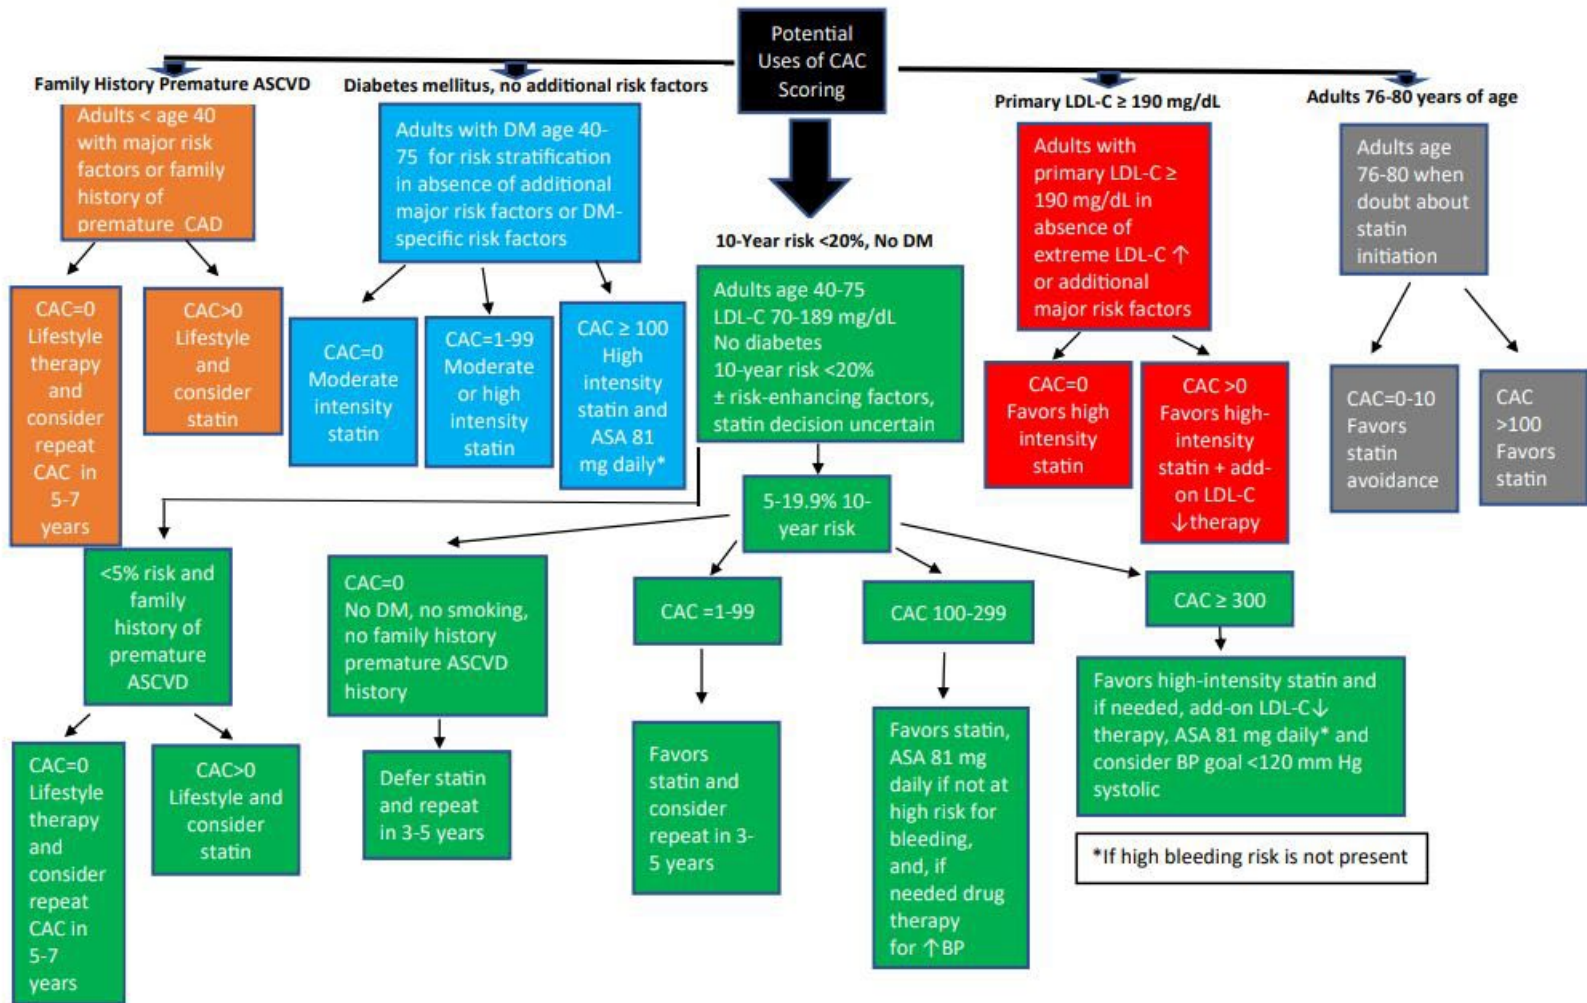 Potential
Uses of CAC
Scoring
Family History Premature ASCVD
Adults < age 40
with major risk
factors or family
history of
premature CAD
CAC=0
Lifestyle
therapy
and
consider
repeat
CAC in
5-7
years
CAC>0
Lifestyle
and
consider
statin
Diabetes mellitus, no additional risk factors
Adults with DM age 40-
75 for risk stratification
in absence of additional
major risk factors or DM-
specific risk factors
CAC=0
Moderate
intensity
statin
CAC=1-99
Moderate
or high
intensity
statin
CAC ≥ 100
High
intensity
statin and
ASA 81
mg daily*
10-Year risk <20%, No DM
Adults age 40-75
LDL-C 70-189 mg/dL
No diabetes
10-year risk <20%
± risk-enhancing factors,
statin decision uncertain
Primary LDL-C ≥ 190 mg/dL
Adults with
primary LDL-C ≥
190 mg/dL in
absence of
extreme LDL-C ↑
or additional
major risk factors
CAC=0
Favors high
intensity
statin
CAC >0
Favors high-
intensity
statin + add-
on LDL-C
↓therapy
Adults 76-80 years of age
Adults age
76-80 when
doubt about
statin
initiation
CAC=0-10
Favors
statin
avoidance
CAC
>100
Favors
statin
<5% risk and
family
history of
premature
ASCVD
CAC=0
Lifestyle
therapy
and
consider
repeat
CAC in
5-7
years
CAC>0
Lifestyle and
consider
statin
5-19.9% 10-
year risk
CAC=0
No DM, no smoking,
no family history
premature ASCVD
history
Defer statin
and repeat
in 3-5 years
CAC =1-99
Favors
statin and
consider
repeat in 3-
5 years
CAC 100-299
Favors statin,
ASA 81 mg
daily if not at
high risk for
bleeding,
and, if
needed drug
therapy
for ↑BP
CAC ≥ 300
Favors high-intensity statin and
if needed, add-on LDL-C↓
therapy, ASA 81 mg daily* and
consider BP goal <120 mm Hg
systolic
*If high bleeding risk is not present